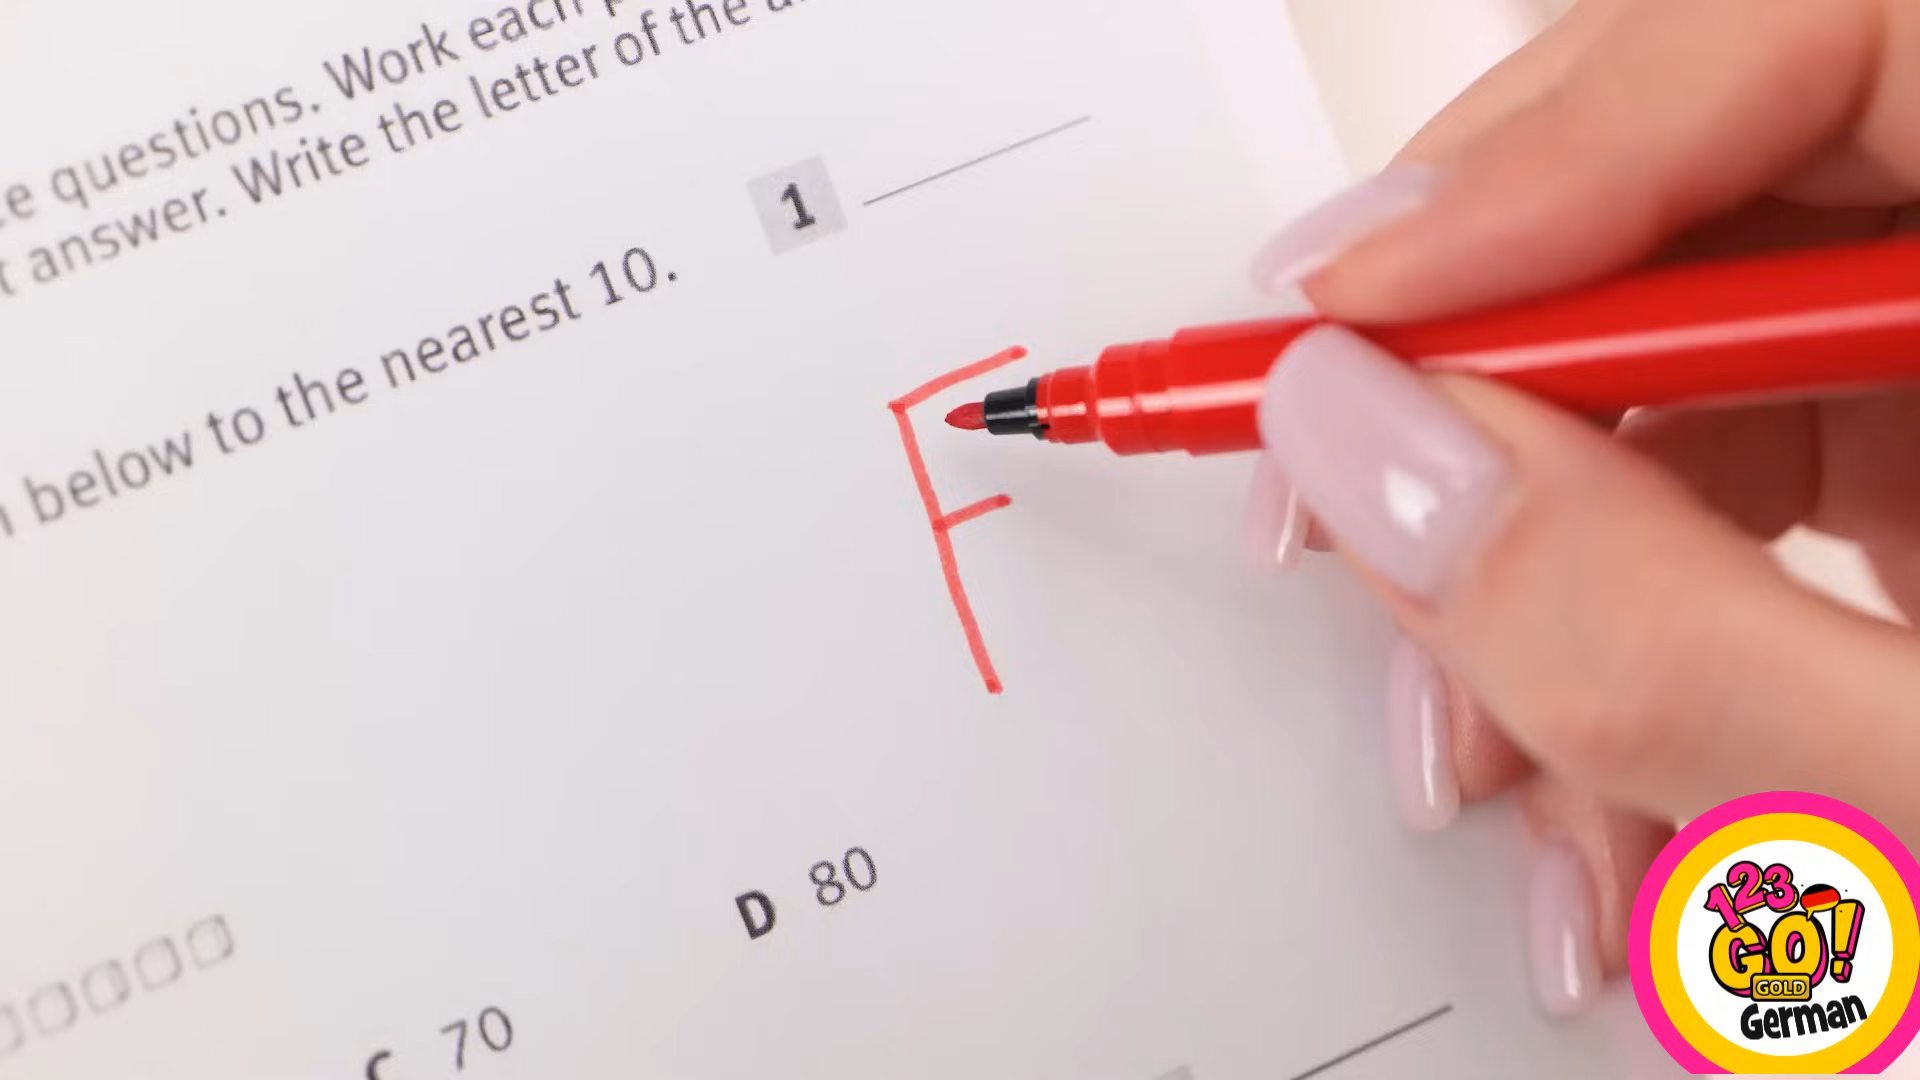 questions. Work each
answer. Write the letter of the
1
below to the nearest 10.
F
D 80
C 70
123
GO!
GOLD
German